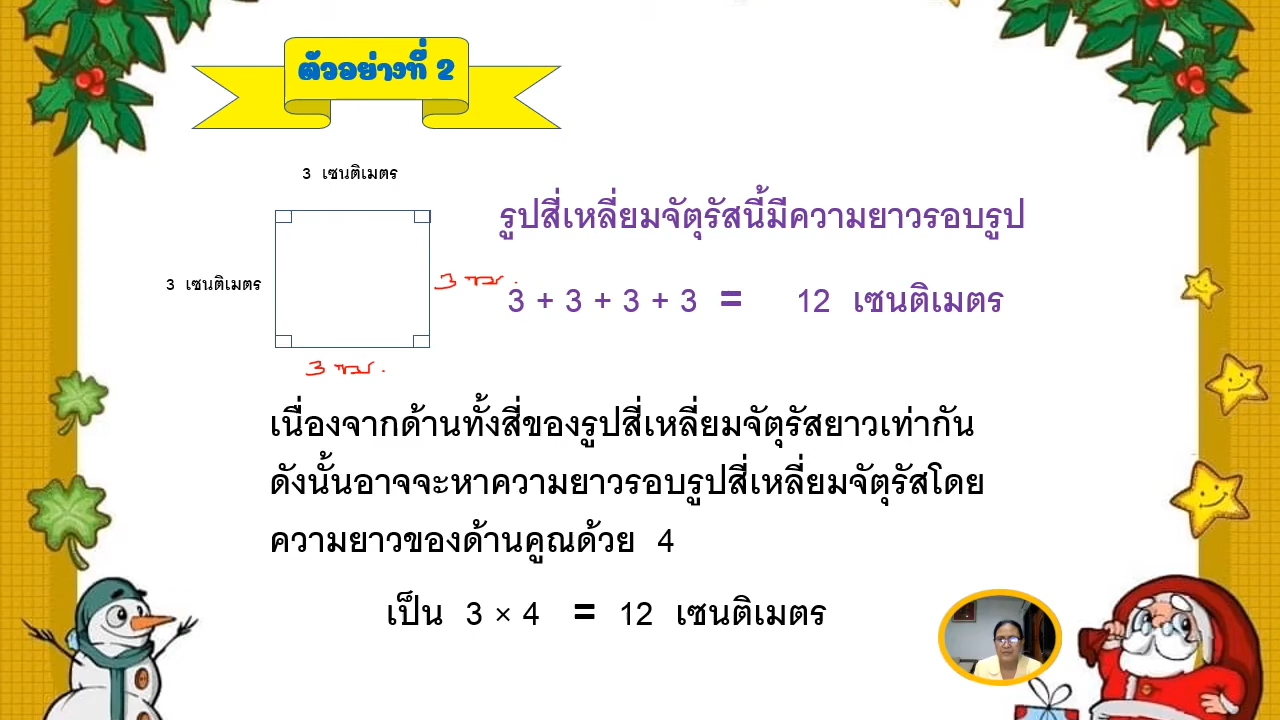 ตัวอย่างที่ 2
3 เซนติเมตร
รูปสี่เหลี่ยมจัตุรัสนี้มีความยาวรอบรูป
3 เซนติเมตร
3 ซม.
3 + 3 + 3 + 3 = 12 เซนติเมตร
3 ซม.
เนื่องจากด้านทั้งสี่ของรูปสี่เหลี่ยมจัตุรัสยาวเท่ากัน
ดังนั้นอาจจะหาความยาวรอบรูปสี่เหลี่ยมจัตุรัสโดย
ความยาวของด้านคูณด้วย 4
เป็น 3 × 4 = 12 เซนติเมตร